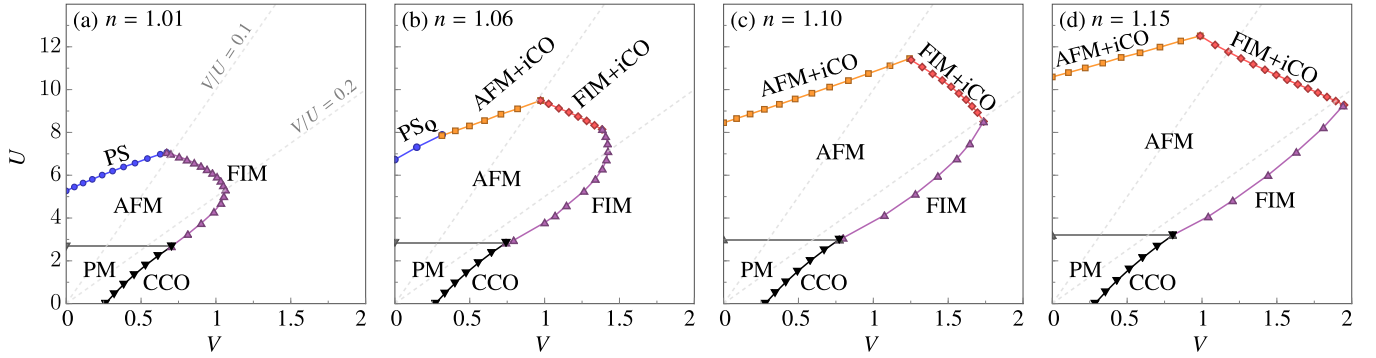 (a) n = 1.01
V/U = 0.1
V/U = 0.2
PS
FIM
AFM
PM
CCO
U
0
2
4
6
8
10
12
0
0.5
1
1.5
2
V
(b) n = 1.06
AFM+iCO
FIM+iCO
PSQ
AFM
FIM
PM
CCO
0
0.5
1
1.5
2
V
(c) n = 1.10
AFM+iCO
FIM+iCO
AFM
FIM
PM
CCO
0
0.5
1
1.5
2
V
(d) n = 1.15
AFM+iCO
FIM+iCO
AFM
FIM
PM
CCO
0
0.5
1
1.5
2
V